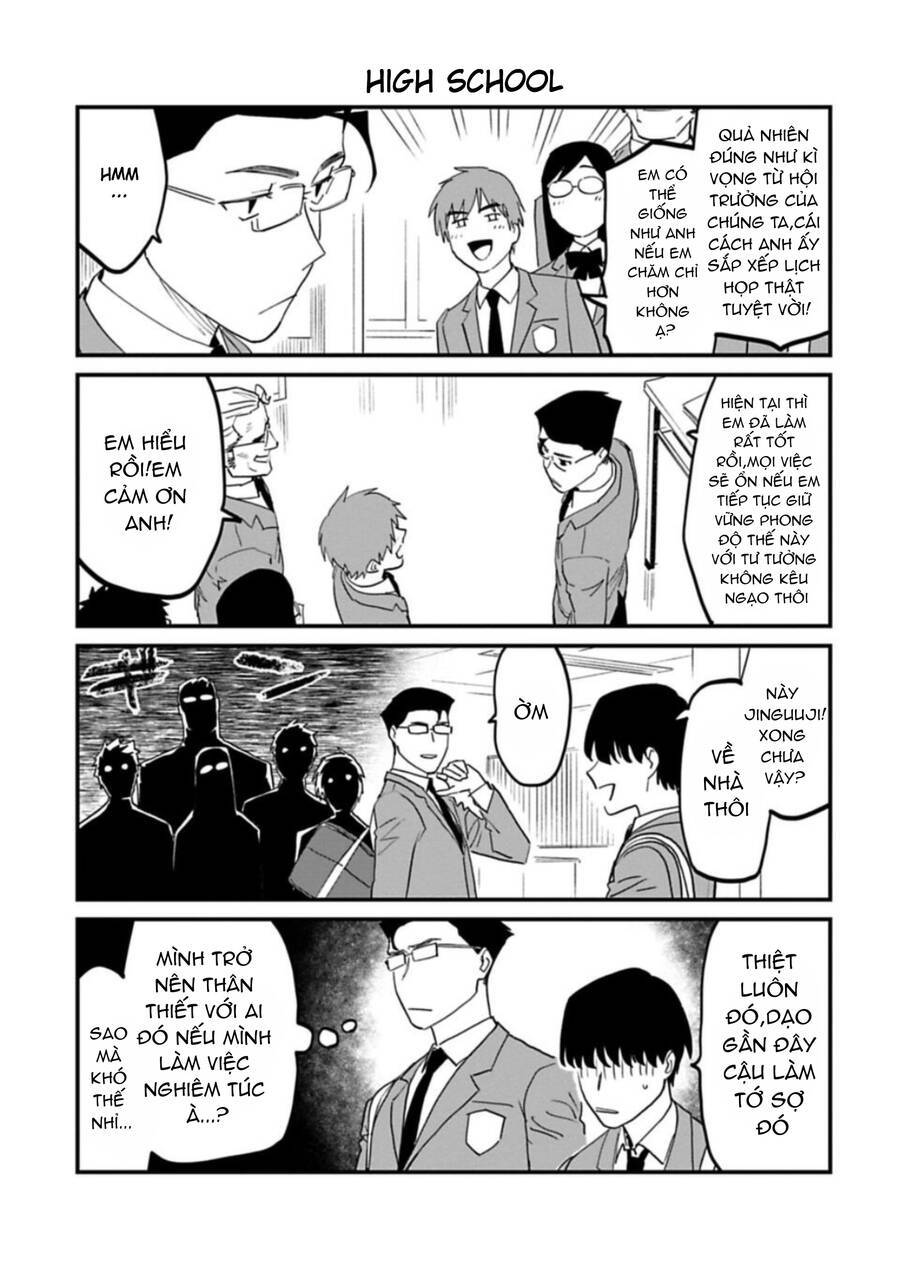 HIGH SCHOOL
QUẢ NHIÊN
ĐÚNG NHƯ KÌ
VỌNG TỪ HỘI
TRƯỞNG CỦA
CHÚNG TA,CÁI
CÁCH ANH ẤY
SẮP XẾP LỊCH
HỌP THẬT
TUYỆT VỜI!
EM CÓ
THỂ
GIỐNG
NHƯ ANH
NẾU EM
CHĂM CHỈ
HƠN
KHÔNG
Ạ?
HMM
...
HIỆN TẠI THÌ
EM ĐÃ LÀM
RẤT TỐT
RỒI,MỌI VIỆC
SẼ ỔN NẾU EM
TIẾP TỤC GIỮ
VỮNG PHONG
ĐỘ THẾ NÀY
VỚI TƯ TƯỞNG
KHÔNG KÊU
NGẠO THÔI
EM HIỂU
RỒI!EM
CẢM ƠN
ANH!
NÀY
JINGUUJI!
XONG
CHƯA
VẬY?
VỀ
NHÀ
THÔI
ỜM
THIỆT
LUÔN
ĐÓ,DẠO
GẦN ĐÂY
CẬU LÀM
TỚ SỢ
ĐÓ
MÌNH TRỞ
NÊN THÂN
THIẾT VỚI AI
ĐÓ NẾU MÌNH
LÀM VIỆC
NGHIÊM TÚC
À...?
SAO
MÀ
KHÓ
THẾ
NHỈ...